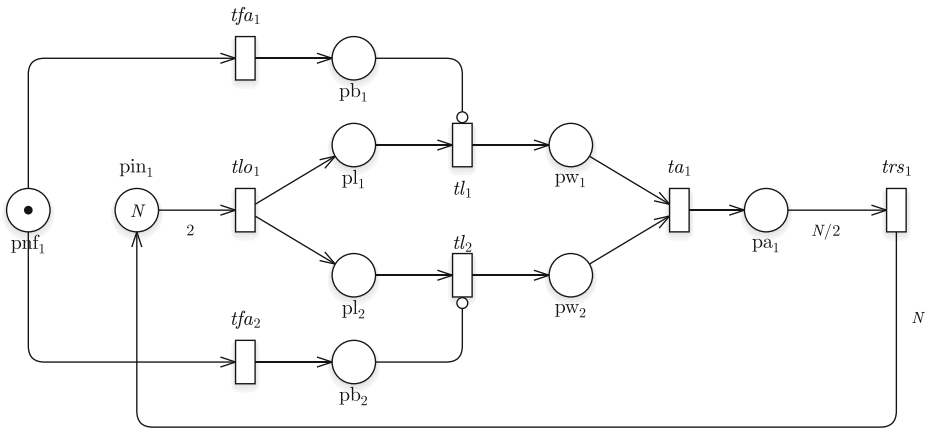 tfa₁
pb₁
pin₁
tlo₁
pl₁
tl₁
pw₁
ta₁
trs₁
N
2
pnf₁
N/2
pa₁
tl₂
pl₂
pw₂
tfa₂
N
pb₂